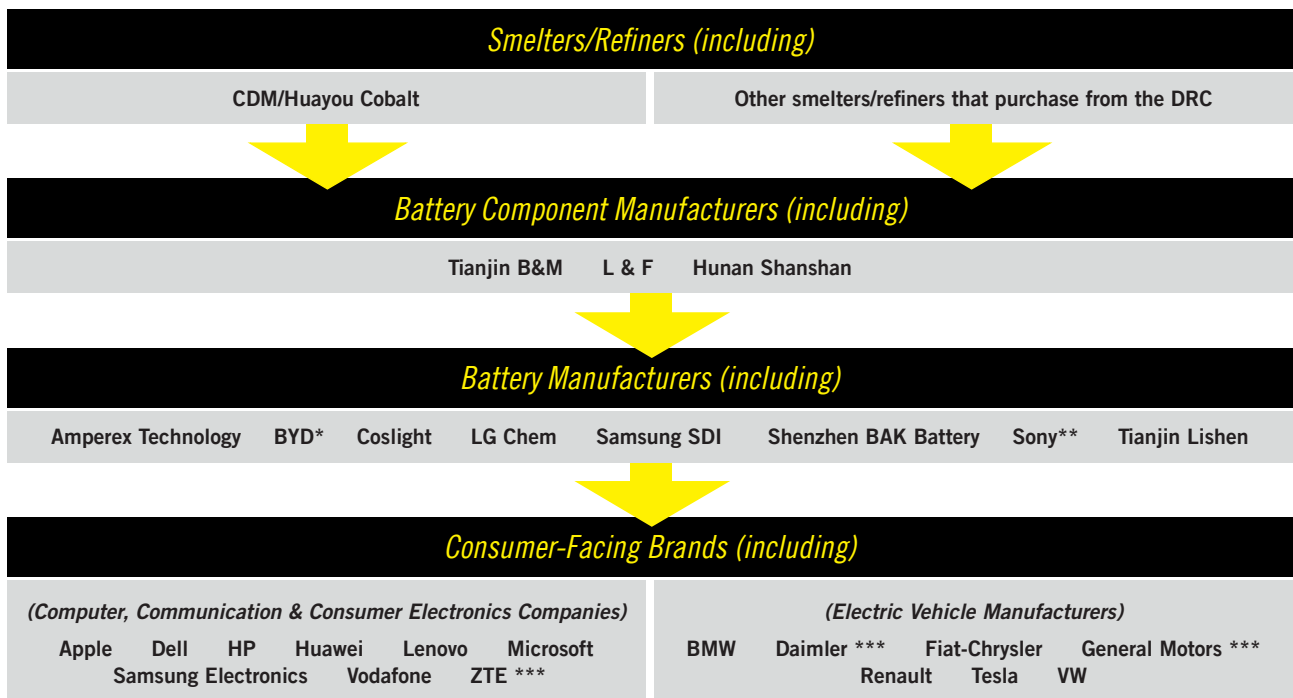 Smelters/Refiners (including)
CDM/Huayou Cobalt
Other smelters/refiners that purchase from the DRC
Battery Component Manufacturers (including)
Tianjin B&M L & F Hunan Shanshan
Battery Manufacturers (including)
Amperex Technology BYD* Coslight LG Chem Samsung SDI Shenzhen BAK Battery Sony** Tianjin Lishen
Consumer-Facing Brands (including)
(Computer, Communication & Consumer Electronics Companies)
Apple Dell HP Huawei Lenovo Microsoft
Samsung Electronics Vodafone ZTE ***
(Electric Vehicle Manufacturers)
BMW Daimler *** Fiat-Chrysler General Motors ***
Renault Tesla VW